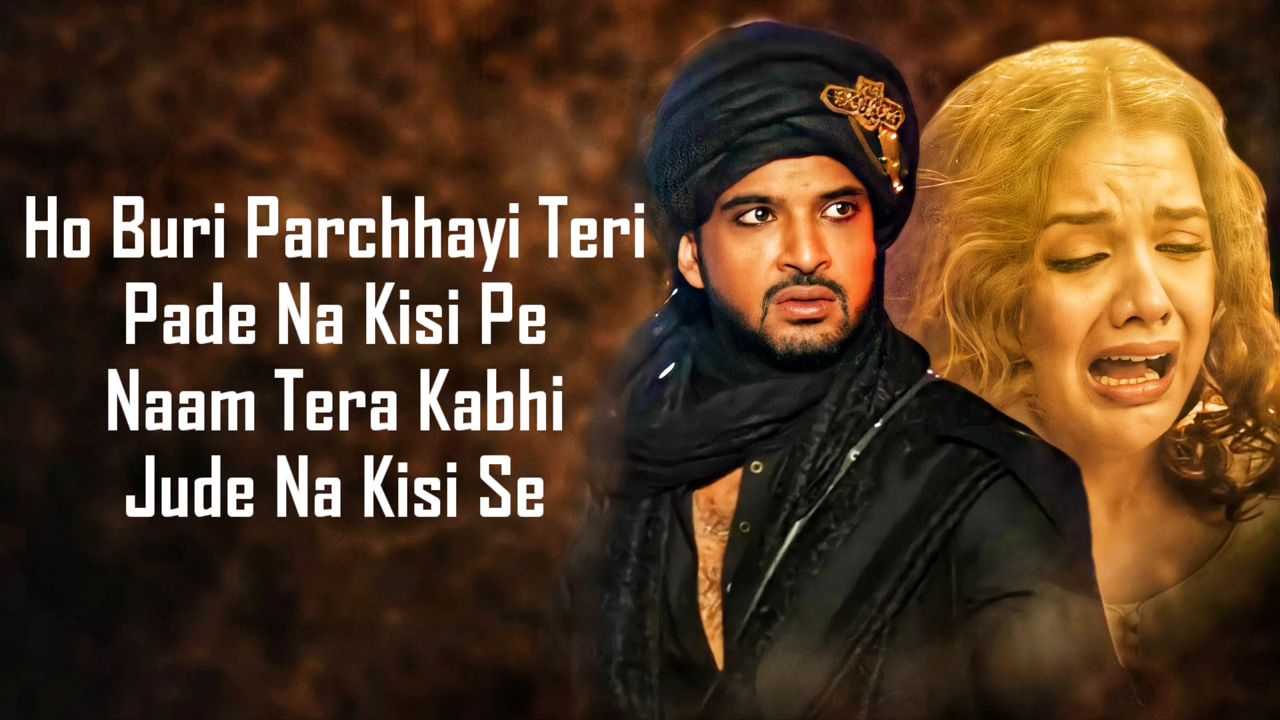 Ho Buri Parchhayi Teri
Pade Na Kisi Pe
Naam Tera Kabhi
Jude Na Kisi Se